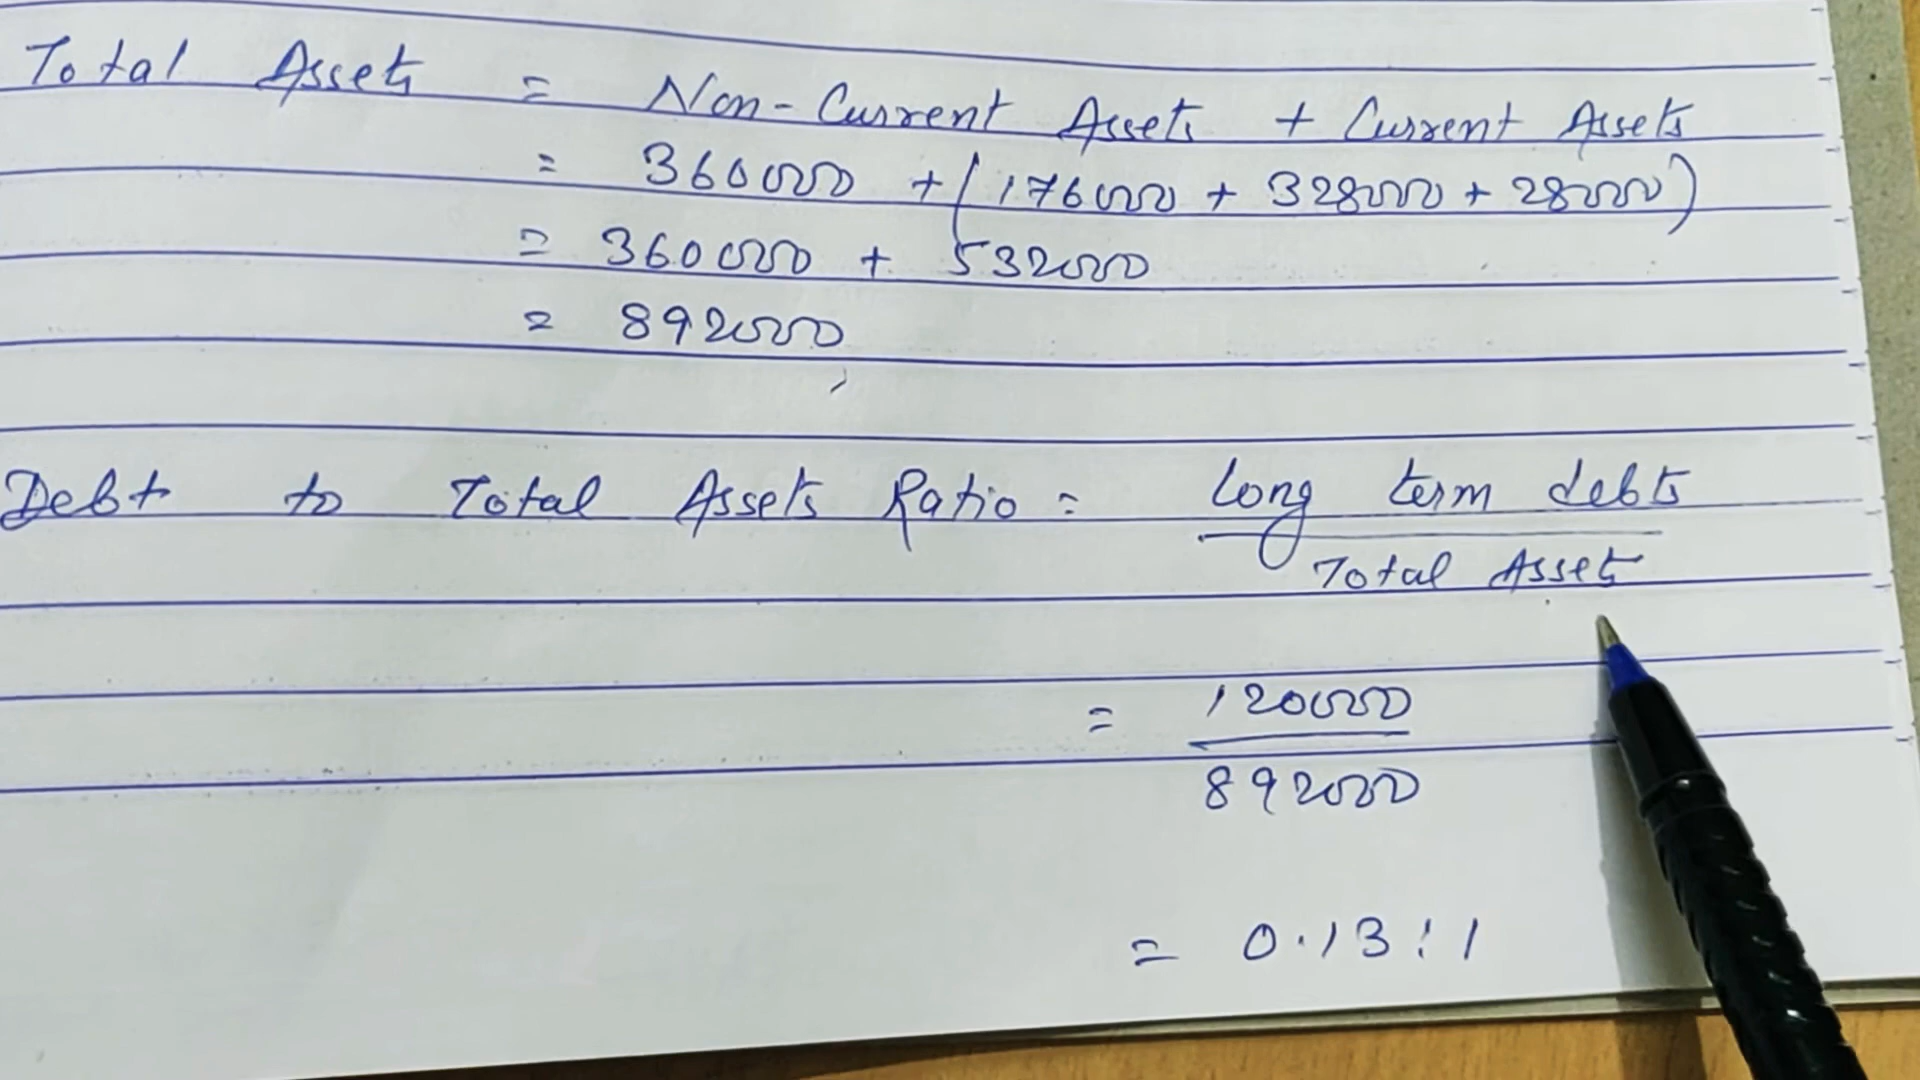 Total Assets = Non-Current Assets + Current Assets
= 360000 + (176000 + 328000 + 28000)
= 360000 + 532000
= 892000
Debt to Total Assets Ratio = Long term debts
Total Assets
= 120000
892000
= 0.13:1